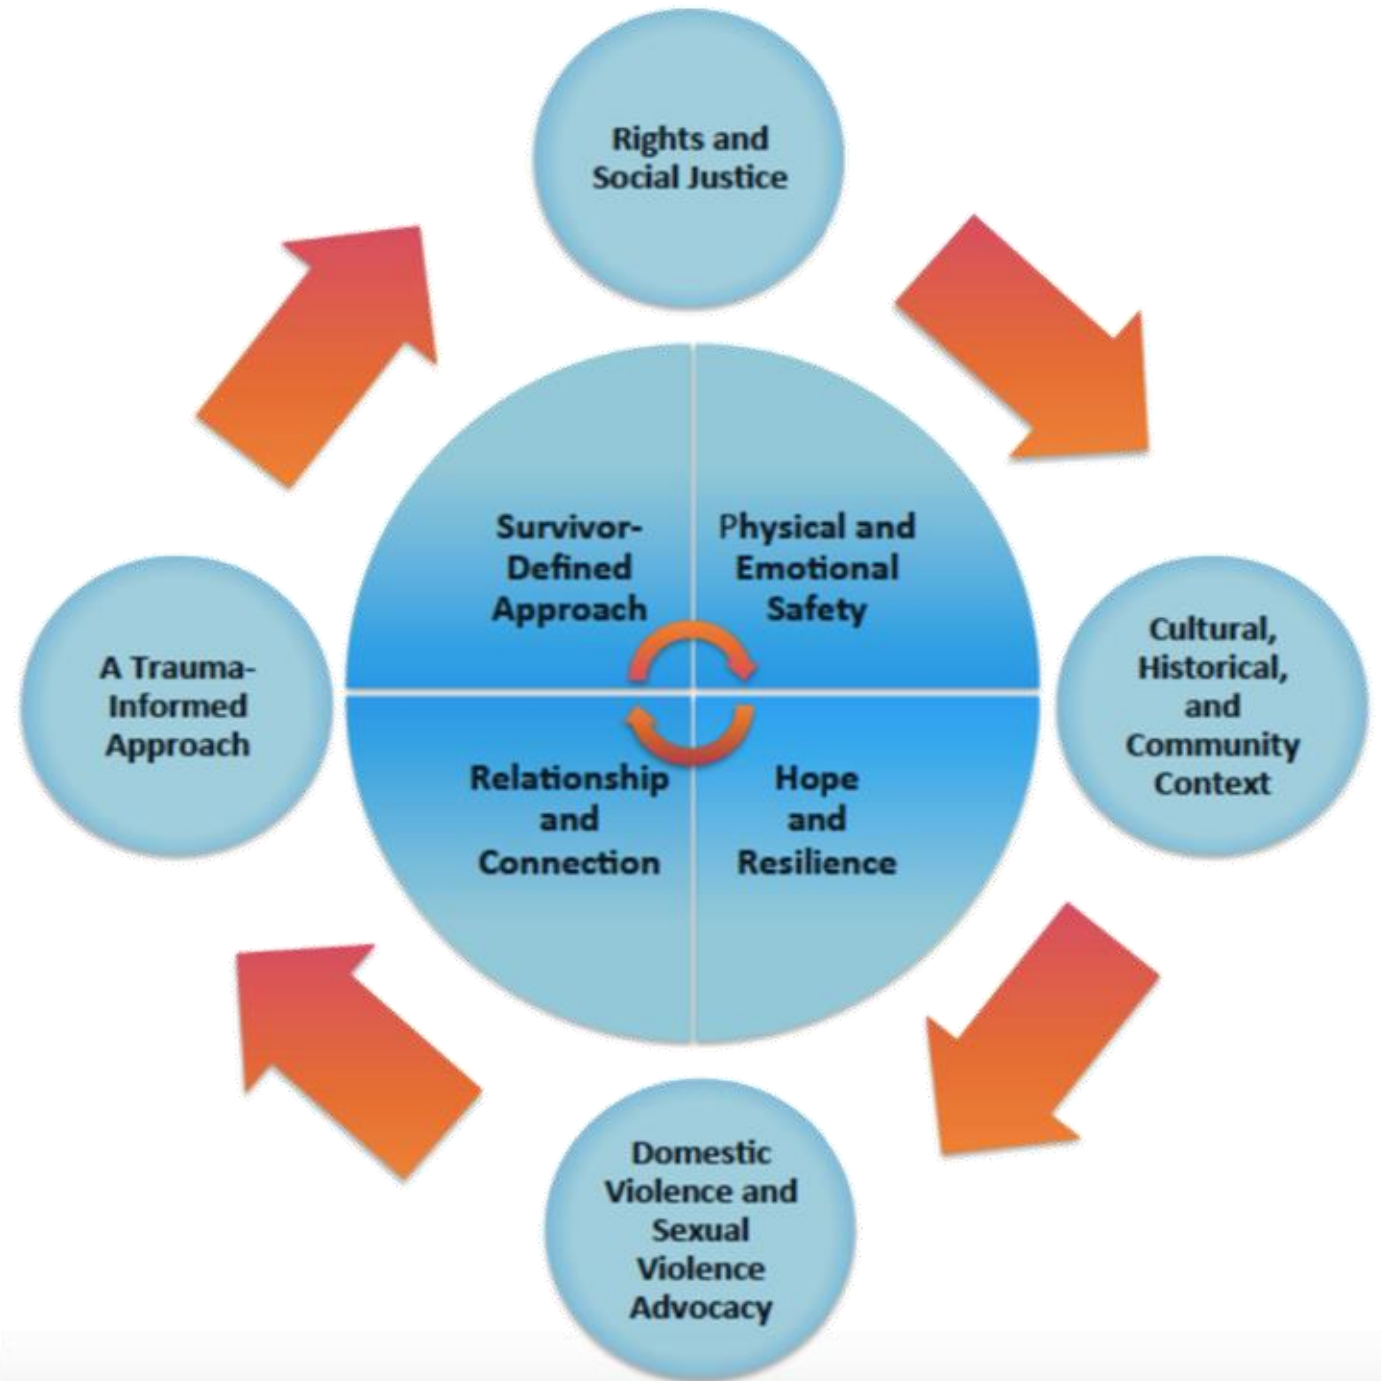 Rights and
Social Justice
Survivor-
Defined
Approach
Physical and
Emotional
Safety
Cultural,
Historical,
and
Community
Context
A Trauma-
Informed
Approach
Relationship
and
Connection
Hope
and
Resilience
Domestic
Violence and
Sexual
Violence
Advocacy